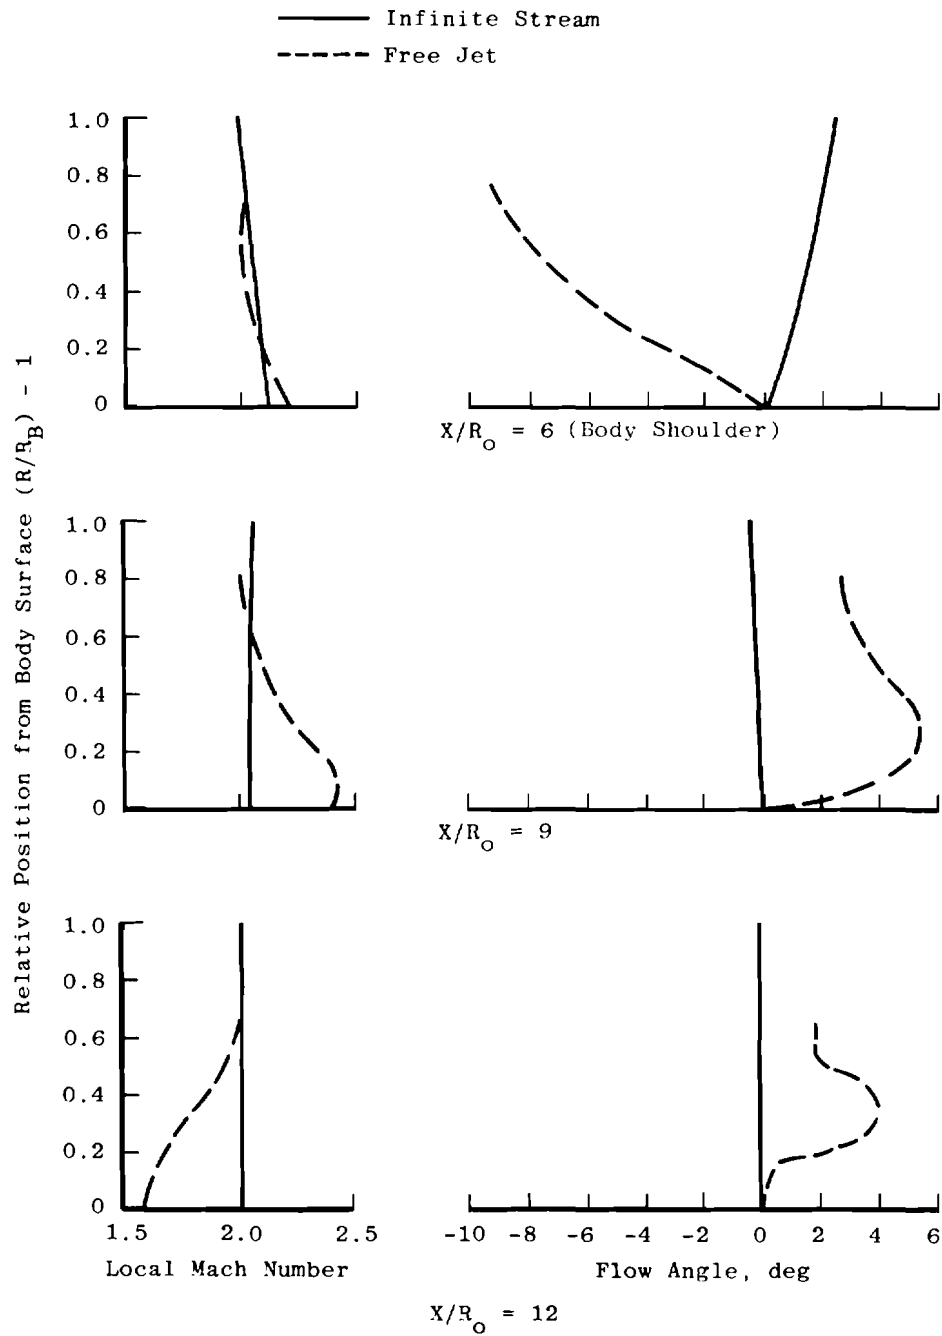 Infinite Stream
Free Jet
Relative Position from Body Surface (R/R_B) - 1
1.0
0.8
0.6
0.4
0.2
0
X/R_o = 6 (Body Shoulder)
1.0
0.8
0.6
0.4
0.2
0
X/R_o = 9
1.0
0.8
0.6
0.4
0.2
0
1.5 2.0 2.5
-10 -8 -6 -4 -2 0 2 4 6
Local Mach Number
Flow Angle, deg
X/R_o = 12